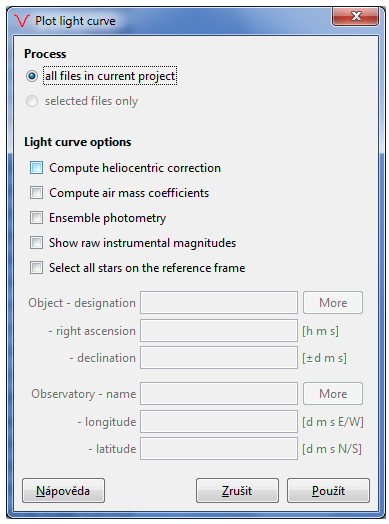 Plot light curve
Process
all files in current project
selected files only
Light curve options
Compute heliocentric correction
Compute air mass coefficients
Ensemble photometry
Show raw instrumental magnitudes
Select all stars on the reference frame
Object - designation More
- right ascension [h m s]
- declination [±d m s]
Observatory - name More
- longitude [d m s E/W]
- latitude [d m s N/S]
Nápověda Zrušit Použít